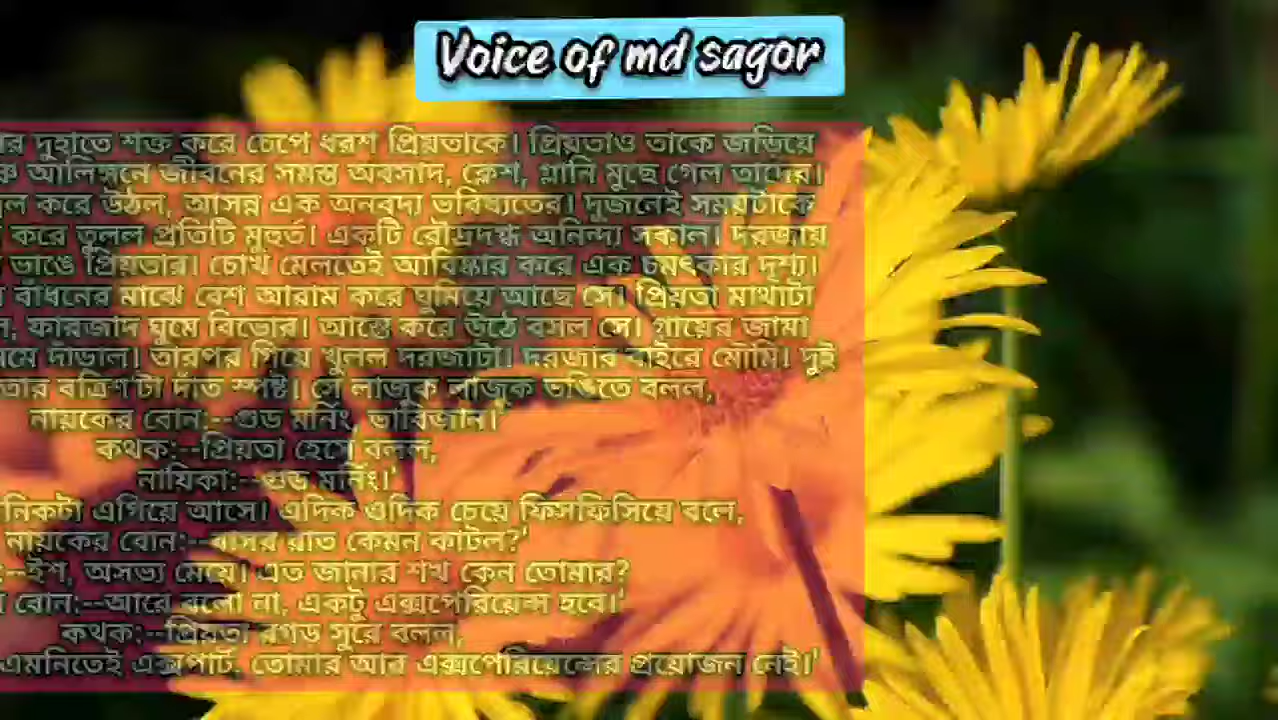 Voice of md sagor
র দুহাতে শক্ত করে চেপে ধরল প্রিয়তাকে। প্রিয়তাও তাকে জড়িয়ে
আলিঙ্গনে জীবনের সমস্ত অবসাদ, ক্লেশ, গ্লানি মুছে গেল তাদের।
ল করে উঠল, আসন্ন এক অনবদ্য ভবিষ্যতের। দুজনেই সময়টাকে
করে তুলল প্রতিটি মুহূর্ত। একটি রৌদ্রদগ্ধ অনিন্দ্য সকাল। দরজায়
ভাঙে প্রিয়তার। চোখ মেলতেই আবিষ্কার করে এক চমৎকার দৃশ্য।
বাঁধনের মাঝে বেশ আরাম করে ঘুমিয়ে আছে সে। প্রিয়তা মাথাটা
ফারজাদ ঘুমে বিভোর। আস্তে করে উঠে বসল সে। গায়ের জামা
মে দাঁড়াল। তারপর গিয়ে খুলল দরজাটা। দরজার বাইরে মৌমি। দুই
তার বত্রিশটা দাঁত স্পষ্ট। সে লাজুক লাজুক ভঙিতে বলল,
নায়কের বোন:--গুড মর্নিং, ভাবিজান।'
কথক:--প্রিয়তা হেসে বলল,
নায়িকা:--গুড মর্নিং।'
নিকটা এগিয়ে আসে। এদিক ওদিক চেয়ে ফিসফিসিয়ে বলে,
নায়কের বোন:--বাসর রাত কেমন কাটল?'
:--ইশ, অসভ্য মেয়ে। এত জানার শখ কেন তোমার?
বোন:--আরে বলো না, একটু এক্সপেরিয়েন্স হবে।'
কথক:--প্রিয়তা রগড় সুরে বলল,
এমনিতেই এক্সপার্ট. তোমার আর এক্সপেরিয়েন্সের প্রয়োজন নেই।'